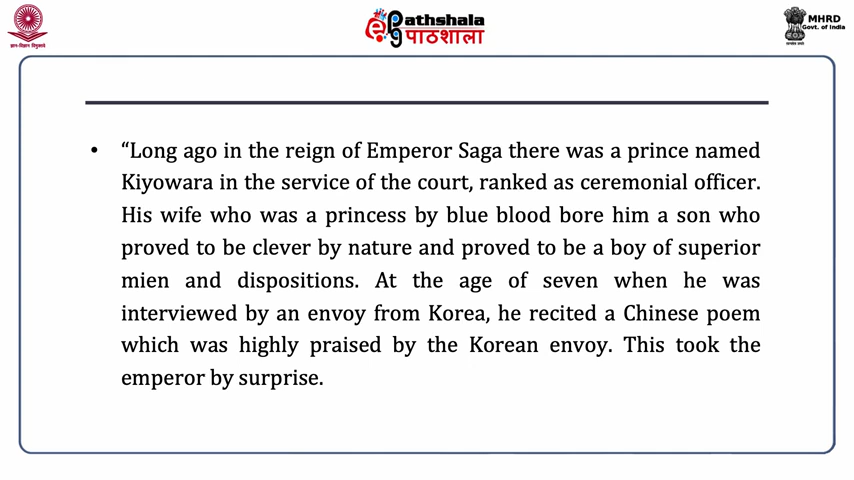 ज्ञान-विज्ञान विमुक्तये
ePathshala
पाठशाला
MHRD
Govt. of India
• “Long ago in the reign of Emperor Saga there was a prince named
Kiyowara in the service of the court, ranked as ceremonial officer.
His wife who was a princess by blue blood bore him a son who
proved to be clever by nature and proved to be a boy of superior
mien and dispositions. At the age of seven when he was
interviewed by an envoy from Korea, he recited a Chinese poem
which was highly praised by the Korean envoy. This took the
emperor by surprise.